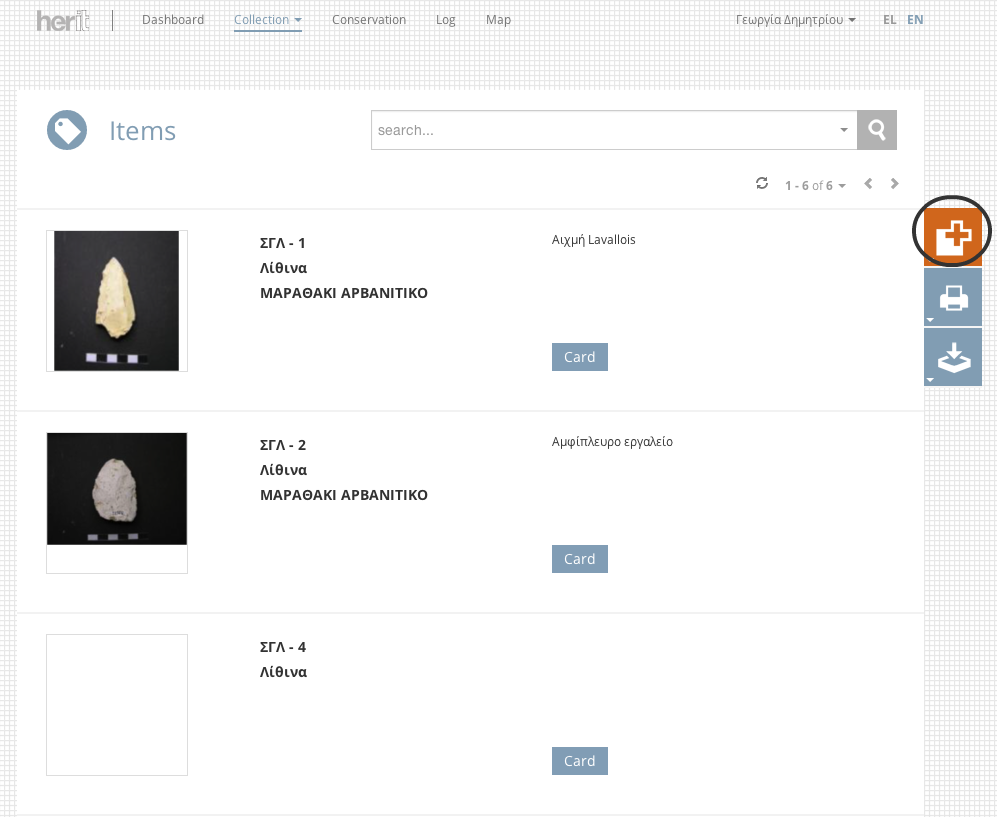 herit Dashboard Collection Conservation Log Map Γεωργία Δημητρίου EL EN
Items
search...
1 - 6 of 6
ΣΓΛ - 1
Λίθινα
ΜΑΡΑΘΑΚΙ ΑΡΒΑΝΙΤΙΚΟ
Αιχμή Lavallois
Card
ΣΓΛ - 2
Λίθινα
ΜΑΡΑΘΑΚΙ ΑΡΒΑΝΙΤΙΚΟ
Αμφίπλευρο εργαλείο
Card
ΣΓΛ - 4
Λίθινα
Card